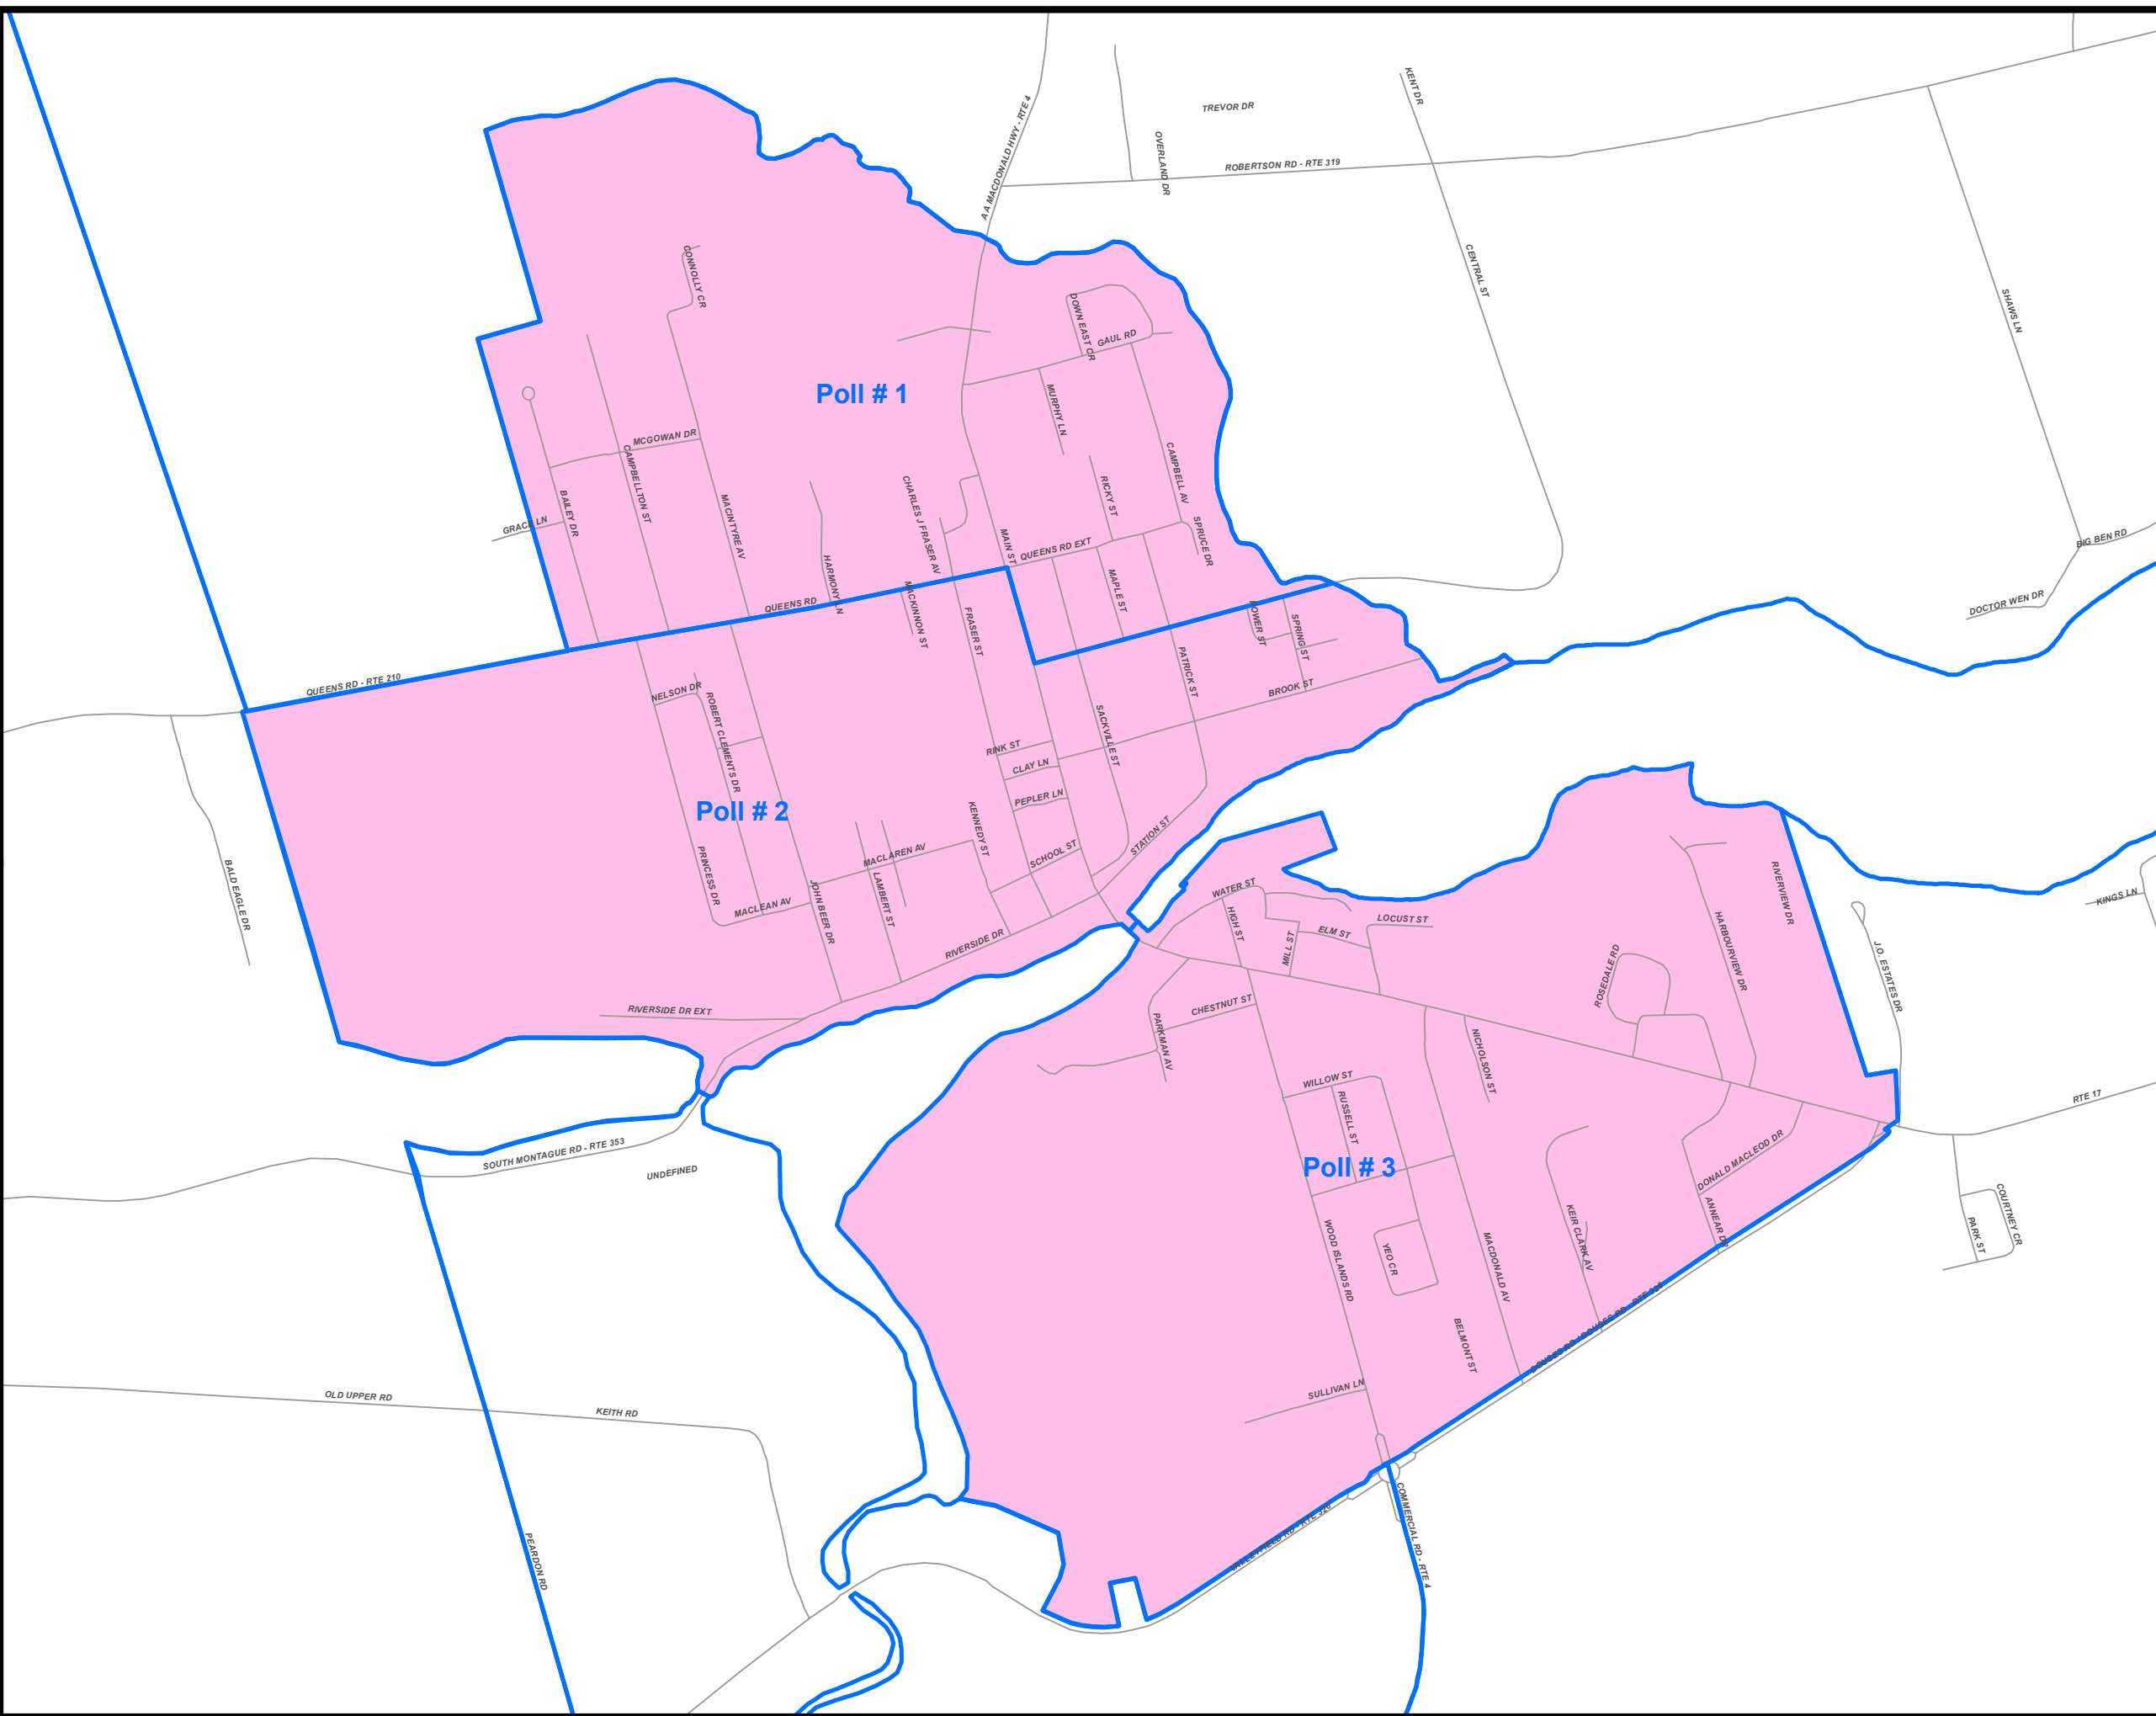 KENT DR
TREVOR DR
A A MACDONALD HWY - RTE 4
OVERLAND DR
ROBERTSON RD - RTE 319
CONNOLLY CR
CENTRAL ST
SHAWS LN
DOWN EAST CR
GAUL RD
Poll # 1
MURPHY LN
MCGOWAN DR
CAMPBELLTON ST
CAMPBELL AV
RICKY ST
CHARLES J FRASER AV
BAILEY DR
MACINTYRE AV
GRACE LN
SPRUCE DR
MAIN ST
QUEENS RD EXT
BIG BEN RD
HARMONY LN
MAPLE ST
MACKINNON ST
QUEENS RD
DOCTOR WEN DR
FRASER ST
POWER ST
SPRING ST
PATRICK ST
QUEENS RD - RTE 210
NELSON DR
BROOK ST
ROBERT CLEMENTS DR
SACKVILLE ST
RINK ST
CLAY LN
PEPLER LN
Poll # 2
KENNEDY ST
STATION ST
SCHOOL ST
MACLAREN AV
BALD EAGLE DR
PRINCESS DR
LAMBERT ST
JOHN BEER DR
MACLEAN AV
RIVERSIDE DR
WATER ST
HIGH ST
LOCUST ST
ELM ST
MILL ST
RIVERVIEW DR
HARBOURVIEW DR
KINGS LN
J.O. ESTATES DR
ROSEDALE RD
RIVERSIDE DR EXT
CHESTNUT ST
PARKMAN AV
NICHOLSON ST
WILLOW ST
RUSSELL ST
RTE 17
SOUTH MONTAGUE RD - RTE 353
UNDEFINED
Poll # 3
DONALD MACLEOD DR
ANNEAR DR
COURTNEY CR
PARK ST
KEIR CLARK AV
WOOD ISLANDS RD
YEO CR
MACDONALD AV
BELMONT ST
OLD UPPER RD
KEITH RD
SULLIVAN LN
COMMERCIAL RD - RTE 4
VALLEYFIELD RD - RTE 326
PEARDON RD